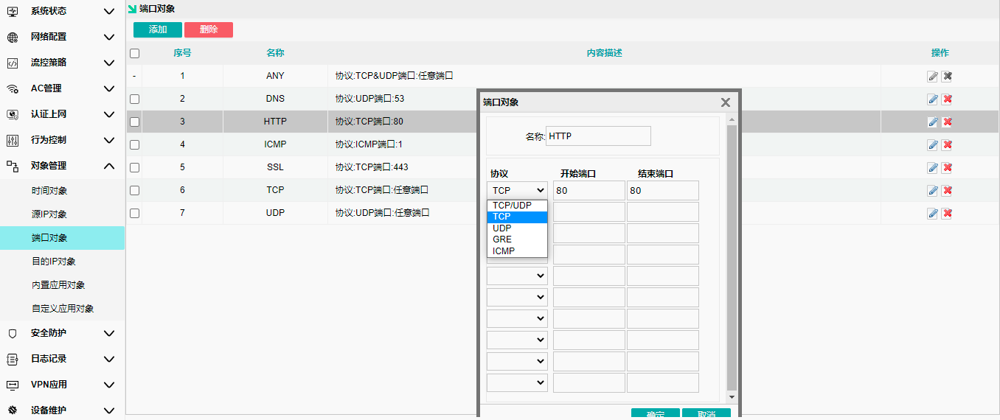 系统状态
网络配置
流控策略
AC管理
认证上网
行为控制
对象管理
时间对象
源IP对象
端口对象
目的IP对象
内置应用对象
自定义应用对象
安全防护
日志记录
VPN应用
设备维护
端口对象
添加 删除
序号 名称 内容描述 操作
- 1 ANY 协议:TCP&UDP端口:任意端口
2 DNS 协议:UDP端口:53
3 HTTP 协议:TCP端口:80
4 ICMP 协议:ICMP端口:1
5 SSL 协议:TCP端口:443
6 TCP 协议:TCP端口:任意端口
7 UDP 协议:UDP端口:任意端口
端口对象
名称: HTTP
协议 开始端口 结束端口
TCP 80 80
TCP/UDP
TCP
UDP
GRE
ICMP
确定 取消